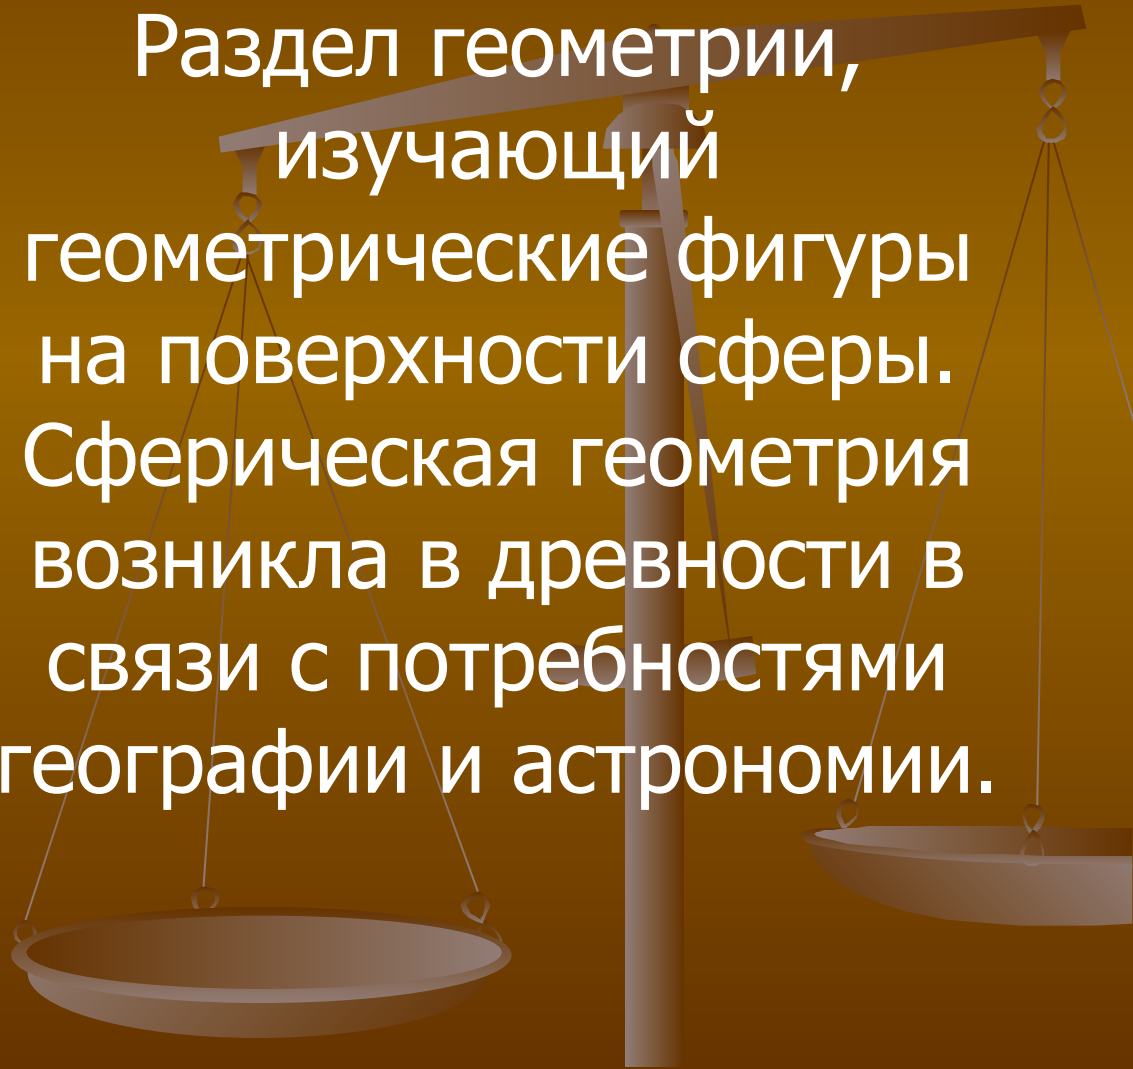 Раздел геометрии,
изучающий
геометрические фигуры
на поверхности сферы.
Сферическая геометрия
возникла в древности в
связи с потребностями
географии и астрономии.